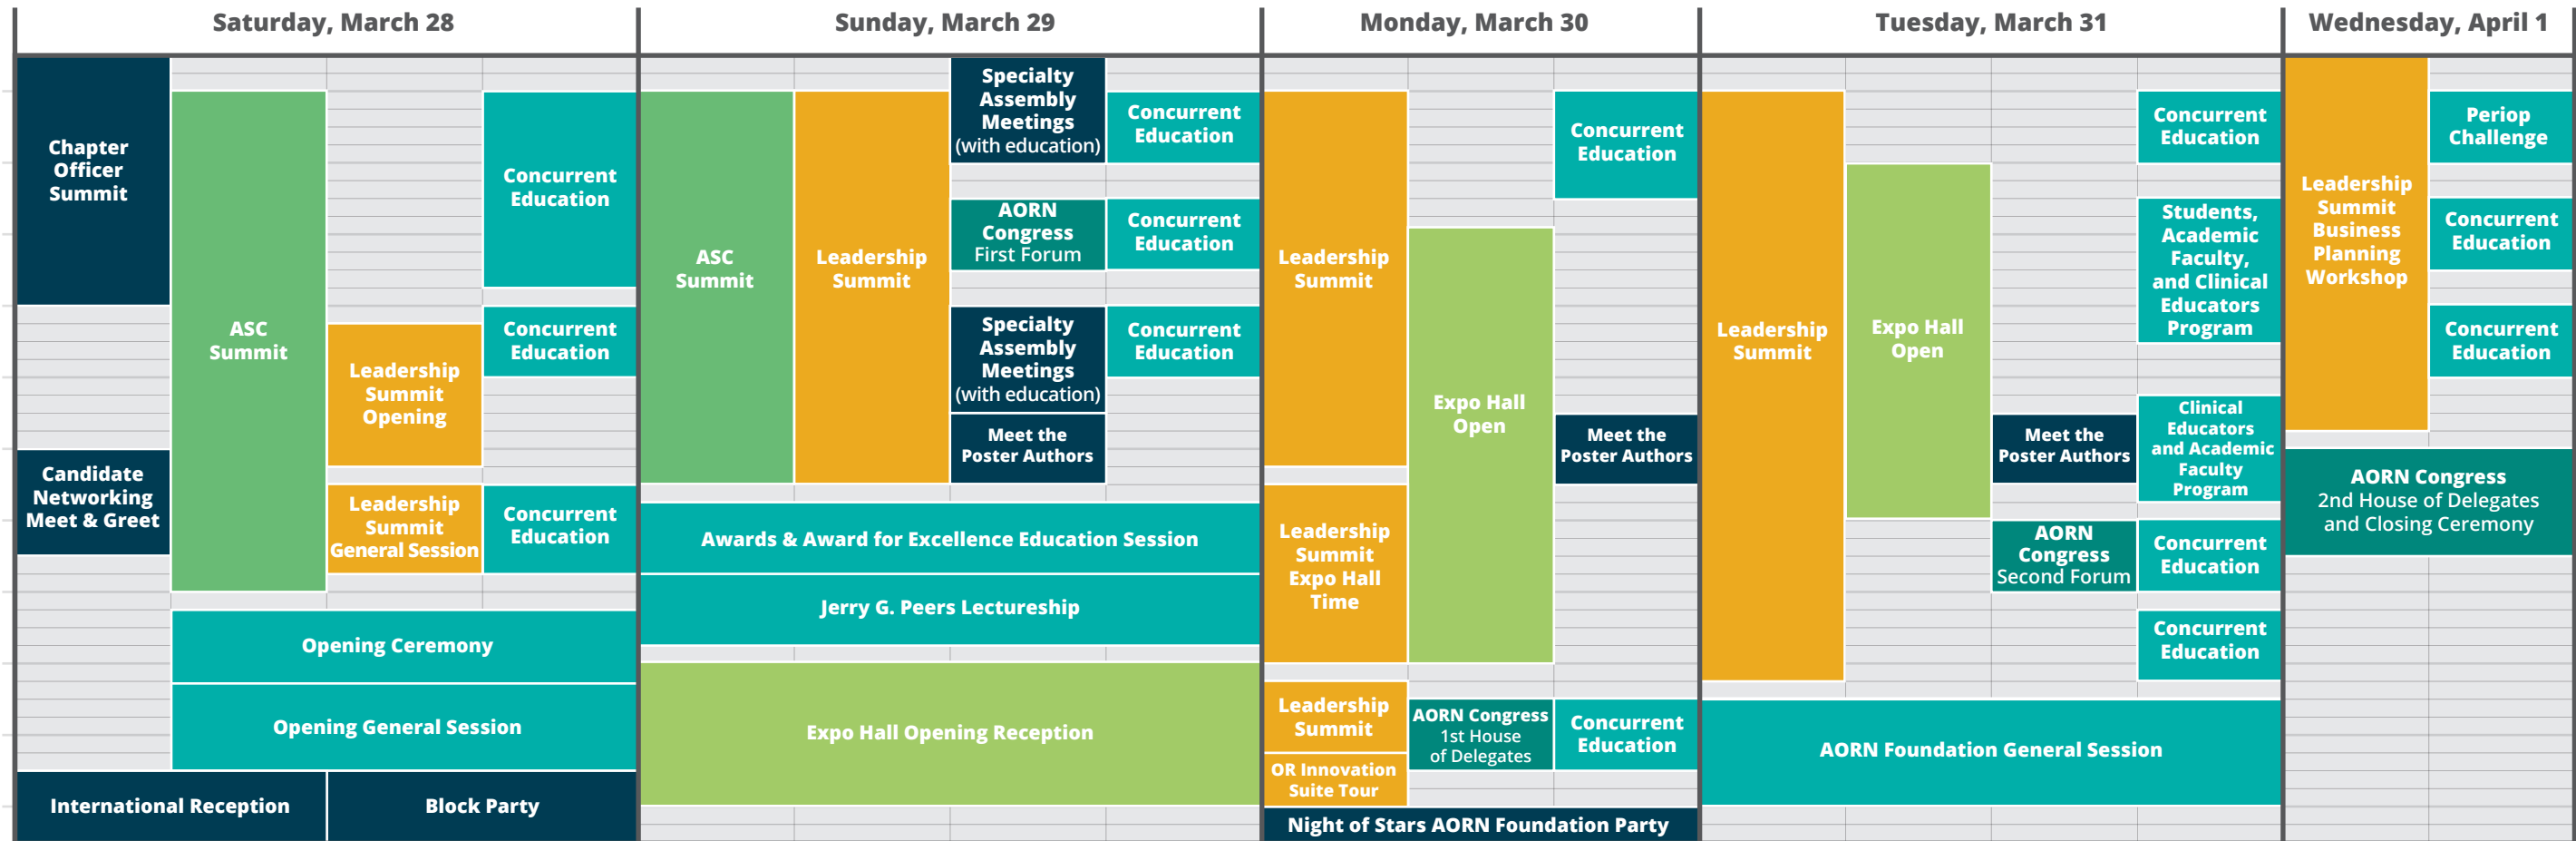 Saturday, March 28
Chapter
Officer
Summit
Candidate
Networking
Meet & Greet
ASC
Summit
Leadership
Summit
Opening
Leadership
Summit
General Session
Concurrent
Education
Concurrent
Education
Concurrent
Education
Opening Ceremony
Opening General Session
International Reception
Block Party
Sunday, March 29
ASC
Summit
Leadership
Summit
Specialty
Assembly
Meetings
(with education)
AORN
Congress
First Forum
Specialty
Assembly
Meetings
(with education)
Meet the
Poster Authors
Concurrent
Education
Concurrent
Education
Concurrent
Education
Awards & Award for Excellence Education Session
Jerry G. Peers Lectureship
Expo Hall Opening Reception
Monday, March 30
Leadership
Summit
Leadership
Summit
Expo Hall
Time
Leadership
Summit
OR Innovation
Suite Tour
Expo Hall
Open
AORN Congress
1st House
of Delegates
Concurrent
Education
Meet the
Poster Authors
Concurrent
Education
Night of Stars AORN Foundation Party
Tuesday, March 31
Leadership
Summit
Expo Hall
Open
Meet the
Poster Authors
AORN
Congress
Second Forum
Concurrent
Education
Students,
Academic
Faculty,
and Clinical
Educators
Program
Clinical
Educators
and Academic
Faculty
Program
Concurrent
Education
Concurrent
Education
AORN Foundation General Session
Wednesday, April 1
Leadership
Summit
Business
Planning
Workshop
Periop
Challenge
Concurrent
Education
Concurrent
Education
AORN Congress
2nd House of Delegates
and Closing Ceremony